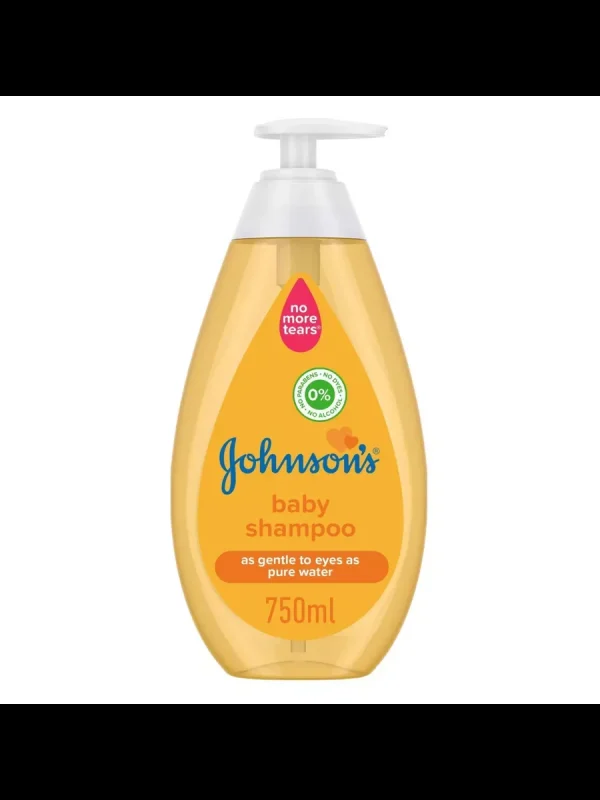 no
more
tears®
NO PARABENS • NO DYES • NO ALCOHOL •
0%
Johnson's®
baby
shampoo
as gentle to eyes as
pure water
750ml